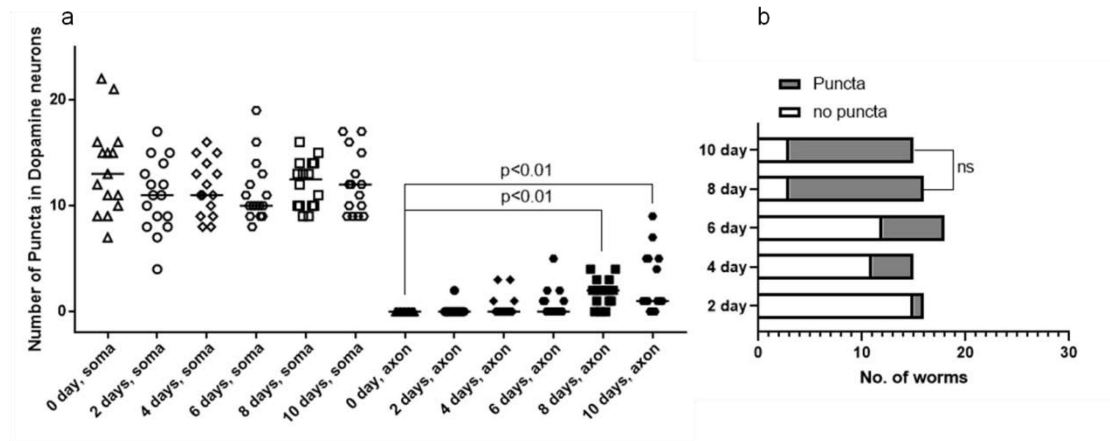 a
Number of Puncta in Dopamine neurons
20
10
0
p<0.01
p<0.01
0 day, soma
2 days, soma
4 days, soma
6 days, soma
8 days, soma
10 days, soma
0 day, axon
2 days, axon
4 days, axon
6 days, axon
8 days, axon
10 days, axon
b
Puncta
no puncta
10 day
8 day
6 day
4 day
2 day
ns
0 10 20 30
No. of worms